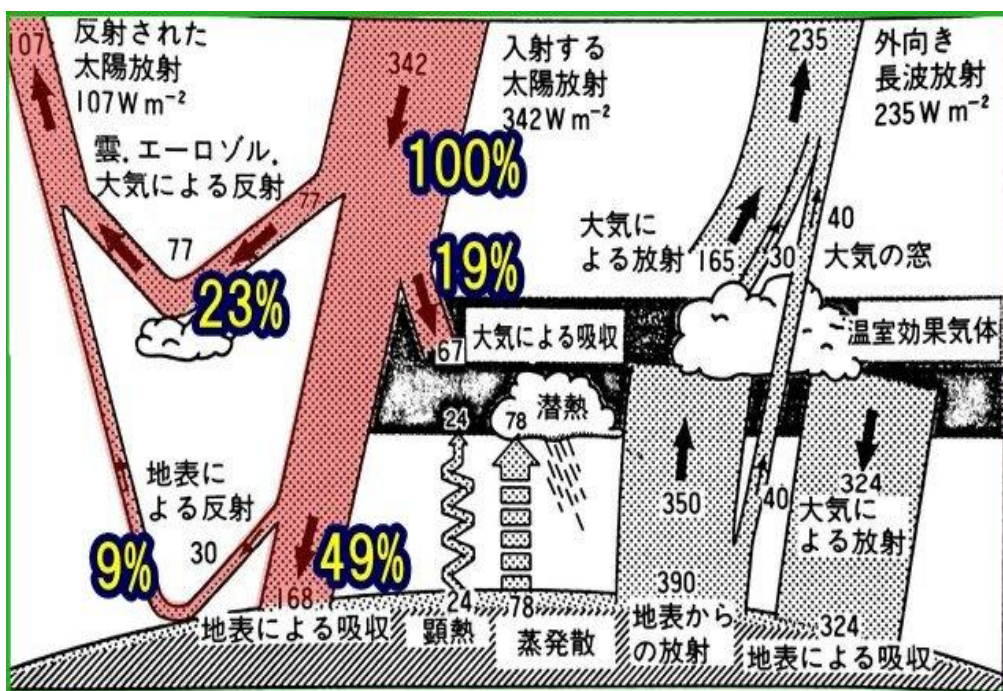 107
反射された
太陽放射
107Wm⁻²
342
入射する
太陽放射
342Wm⁻²
235
外向き
長波放射
235Wm⁻²
雲,エーロゾル,
大気による反射
77
77
100%
23%
19%
67
大気による吸収
大気に
よる放射
165
30
40
大気の窓
温室効果気体
潜熱
24
78
350
40
324
大気に
よる放射
地表に
よる反射
9%
30
49%
168
地表による吸収
24
顕熱
78
蒸発散
390
地表から
の放射
324
地表による吸収